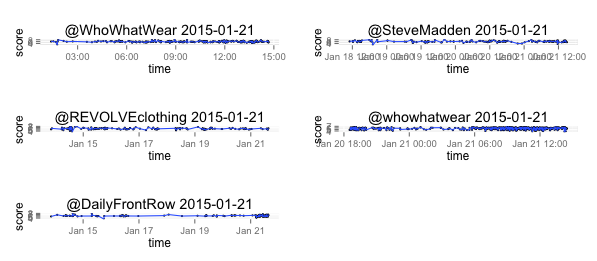 @WhoWhatWear 2015-01-21
score
03:00 06:00 09:00 12:00 15:00
time
@SteveMadden 2015-01-21
score
Jan 18 12:00 Jan 21 12:00
time
@REVOLVEclothing 2015-01-21
score
Jan 15 Jan 17 Jan 19 Jan 21
time
@whowhatwear 2015-01-21
score
Jan 20 18:00 Jan 21 00:00 Jan 21 06:00 Jan 21 12:00
time
@DailyFrontRow 2015-01-21
score
Jan 15 Jan 17 Jan 19 Jan 21
time